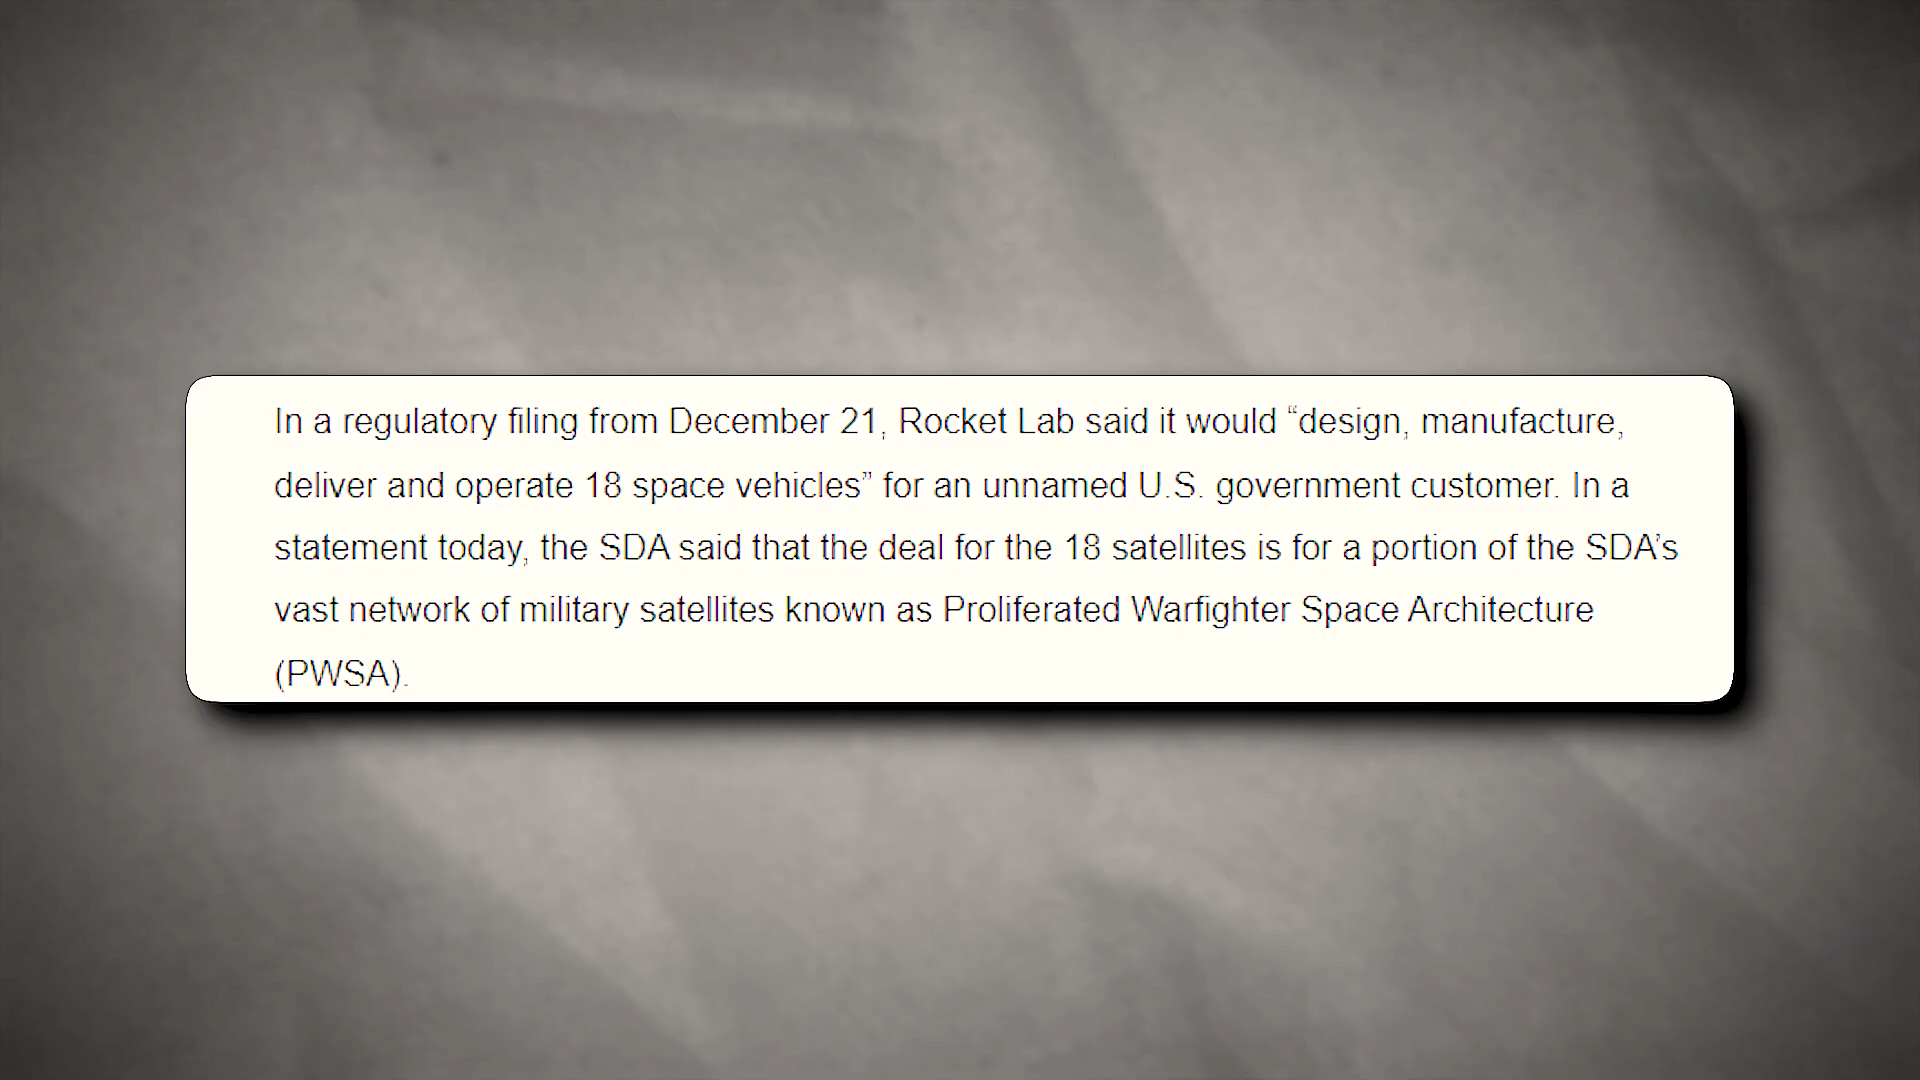 In a regulatory filing from December 21, Rocket Lab said it would “design, manufacture,
deliver and operate 18 space vehicles” for an unnamed U.S. government customer. In a
statement today, the SDA said that the deal for the 18 satellites is for a portion of the SDA’s
vast network of military satellites known as Proliferated Warfighter Space Architecture
(PWSA).